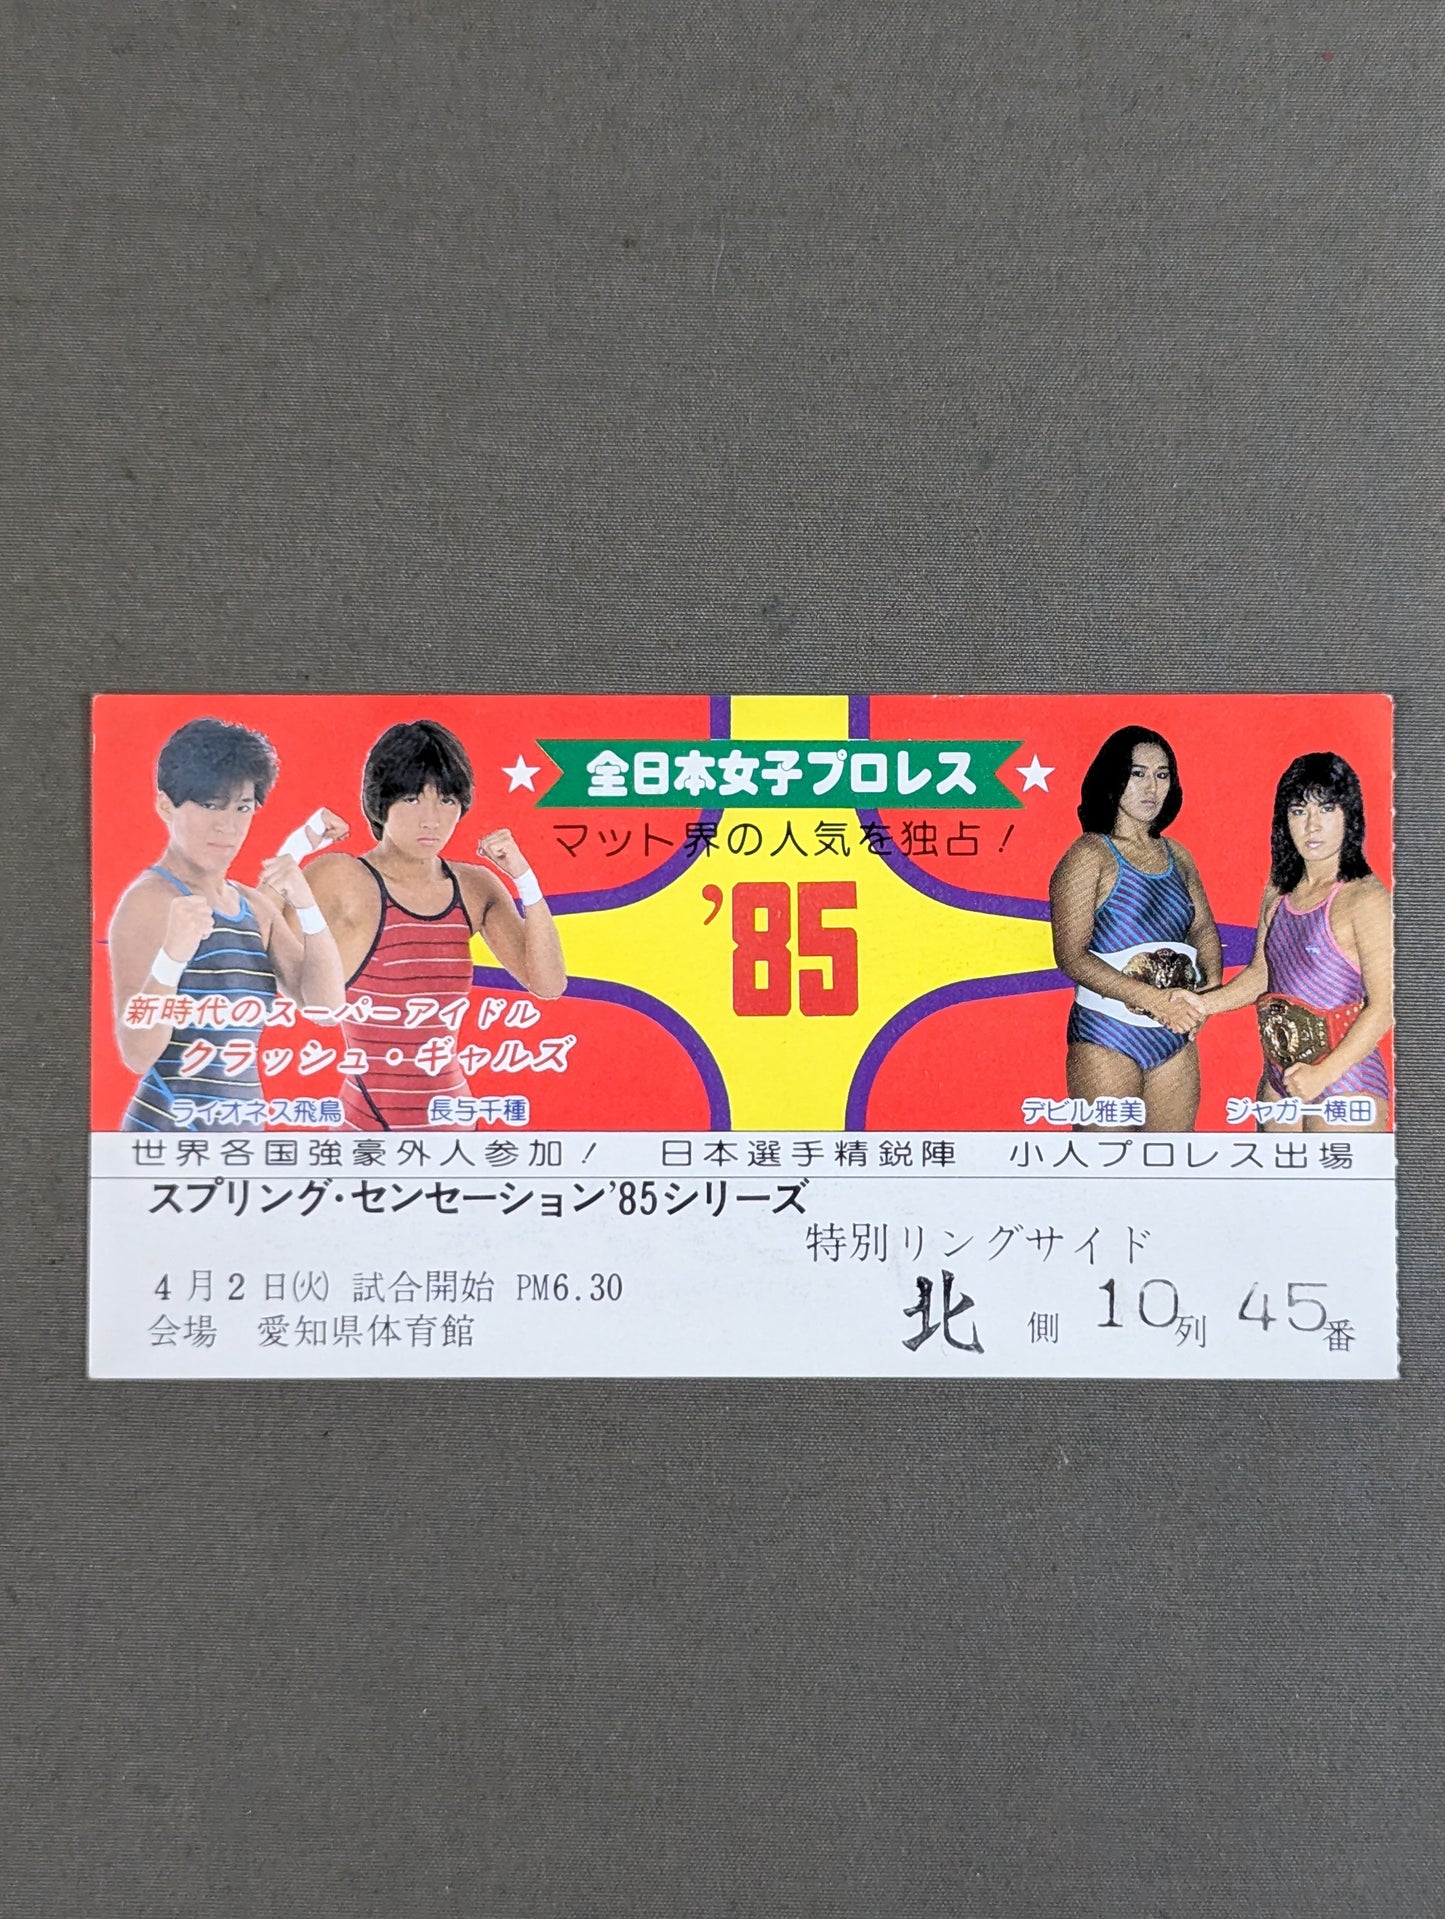 全日本女子プロレス
マット界の人気を独占！
'85
新時代のスーパーアイドル
クラッシュ・ギャルズ
ライオネス飛鳥 長与千種 デビル雅美 ジャガー横田
世界各国強豪外人参加！ 日本選手精鋭陣 小人プロレス出場
スプリング・センセーション'85シリーズ
特別リングサイド
4月2日(火) 試合開始 PM6.30
会場 愛知県体育館
北側 10列 45番